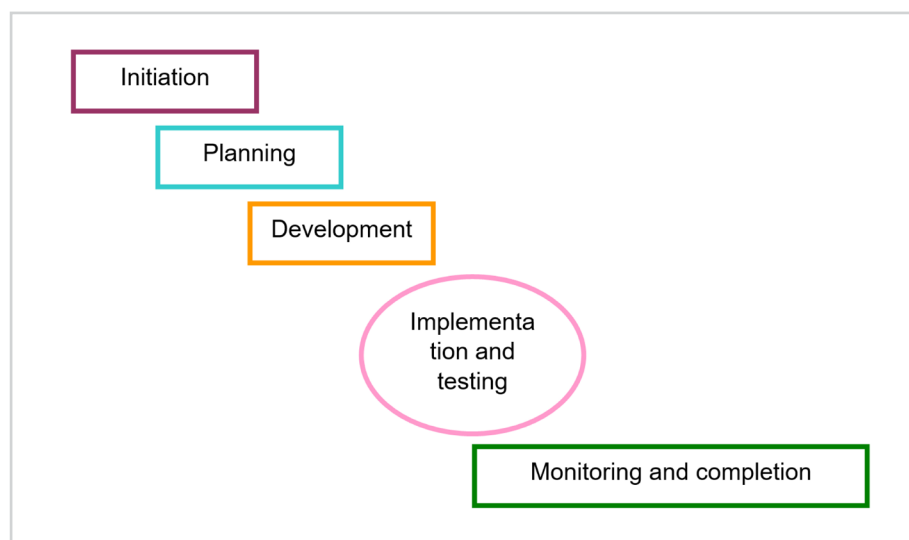 Initiation
Planning
Development
Implementa
tion and
testing
Monitoring and completion